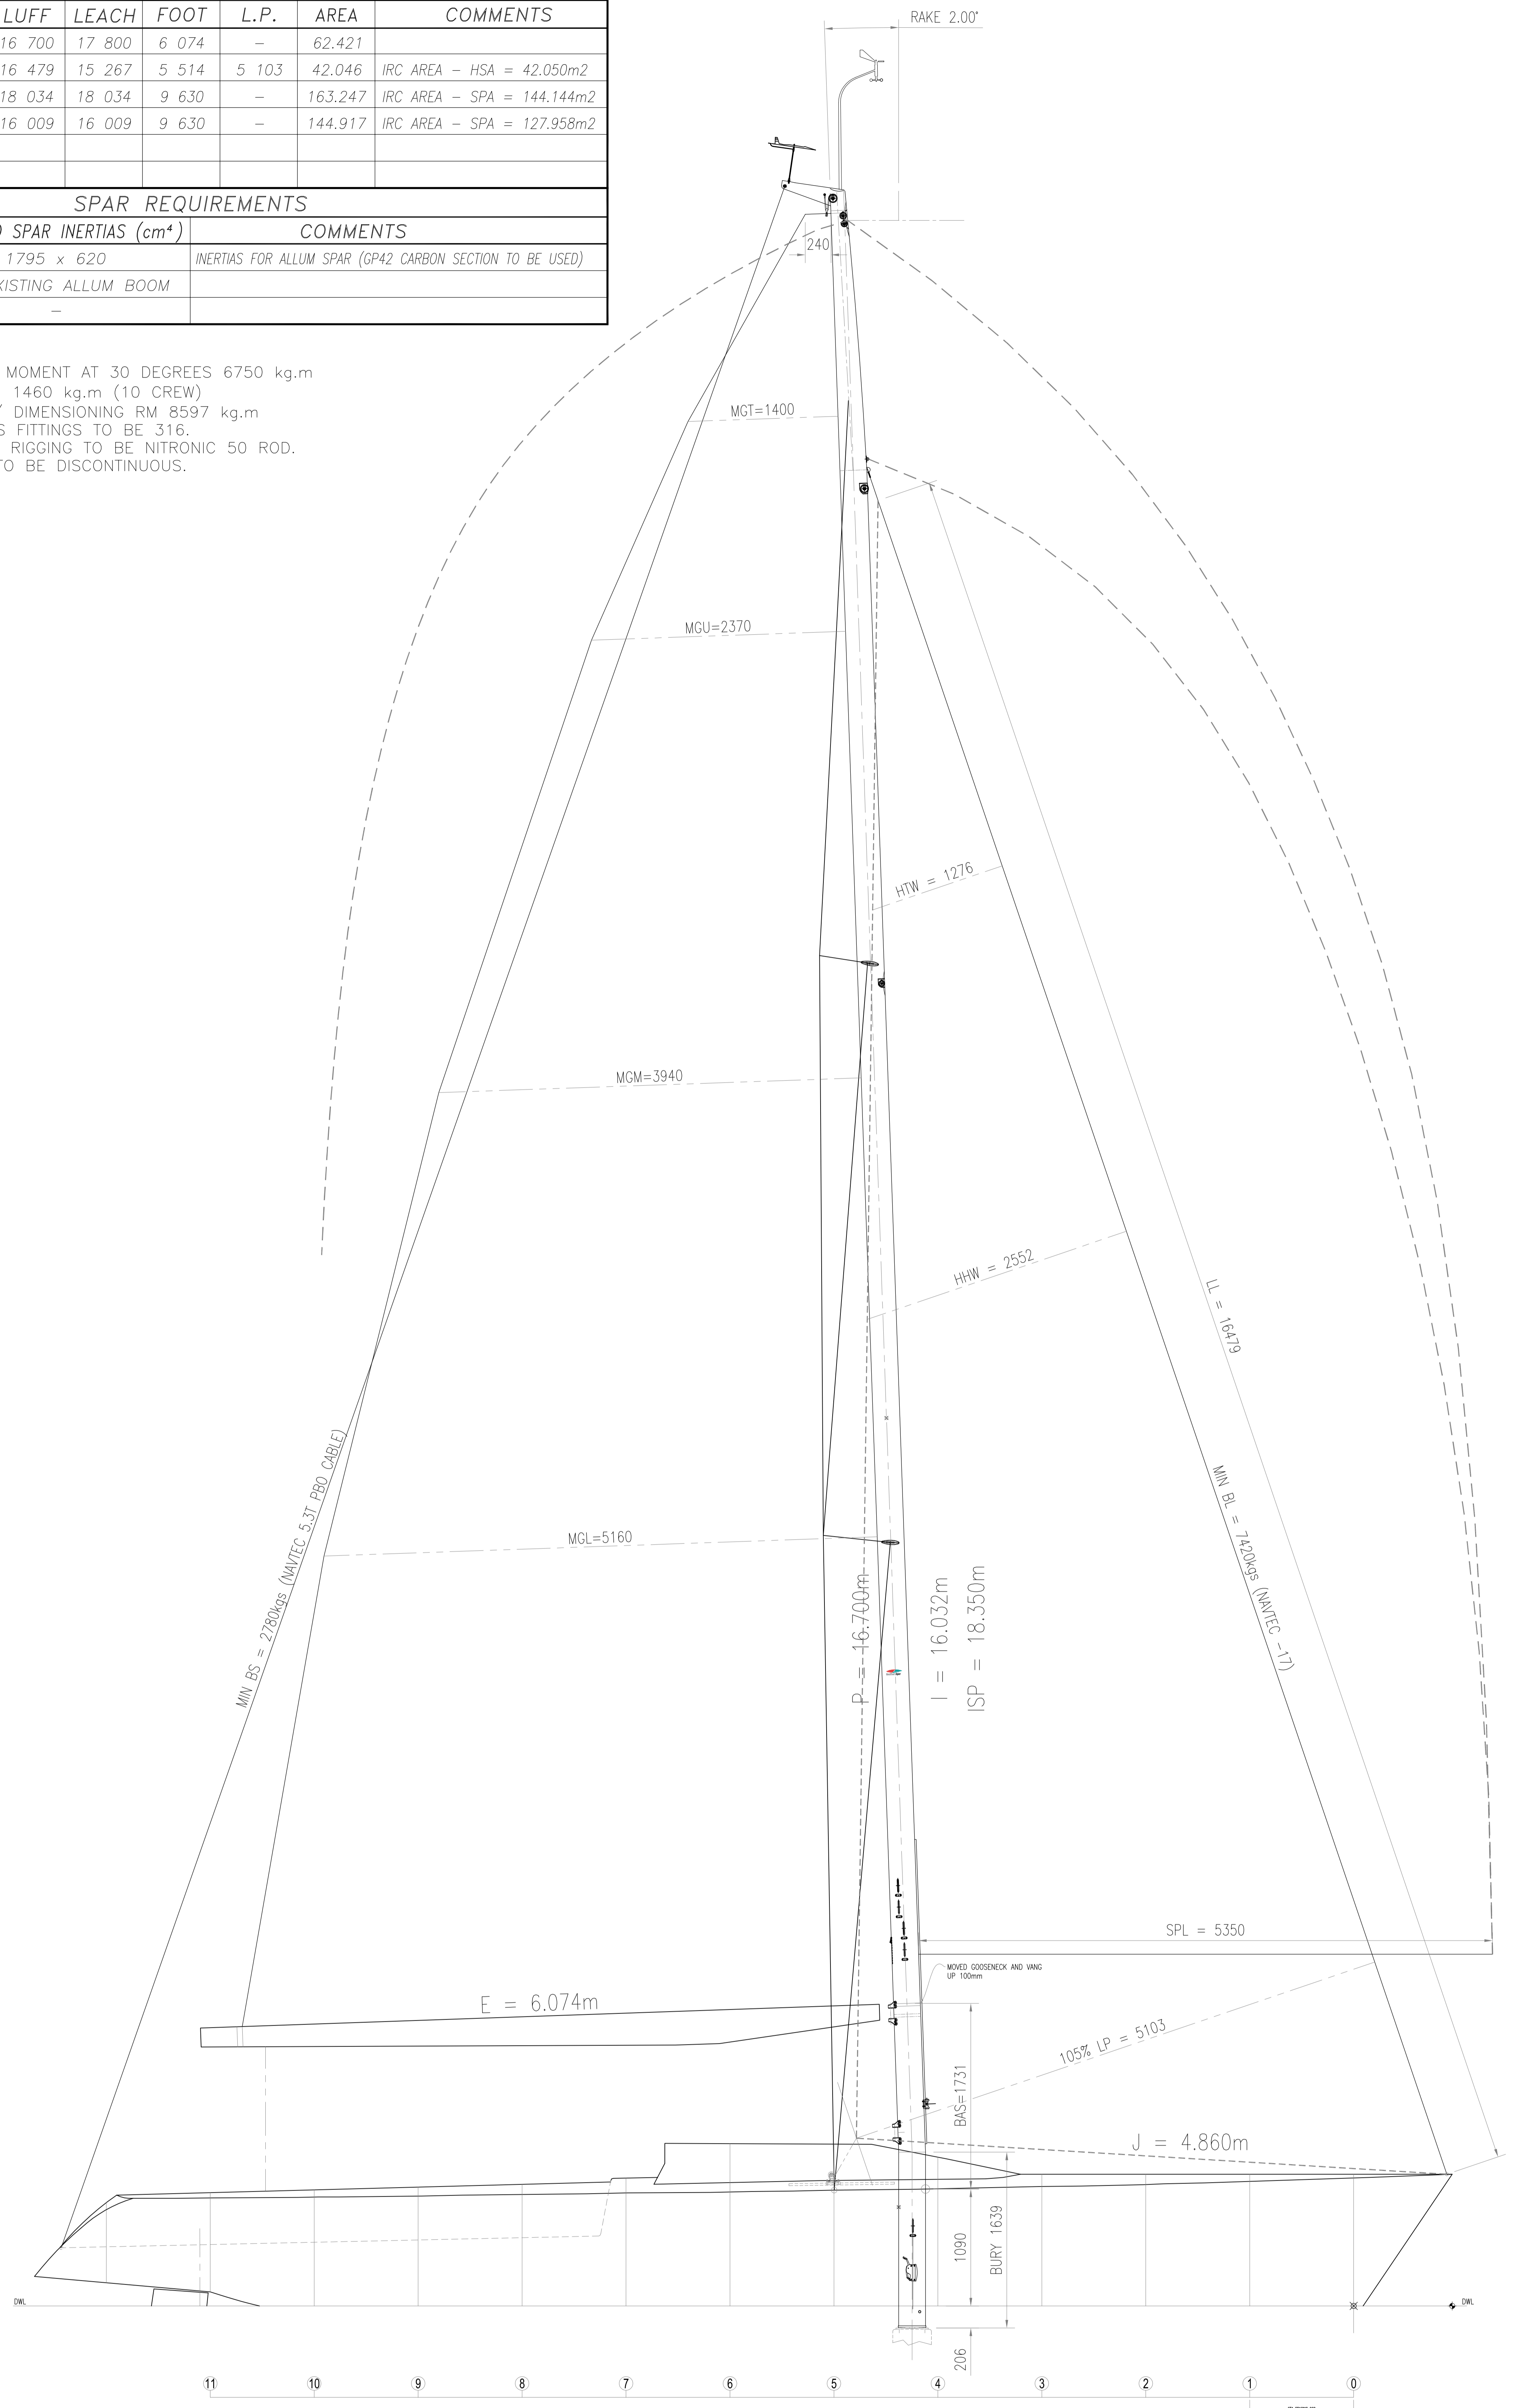 LUFF LEACH FOOT L.P. AREA COMMENTS
16 700 17 800 6 074 – 62.421
16 479 15 267 5 514 5 103 42.046 IRC AREA – HSA = 42.050m2
18 034 18 034 9 630 – 163.247 IRC AREA – SPA = 144.144m2
16 009 16 009 9 630 – 144.917 IRC AREA – SPA = 127.958m2
SPAR REQUIREMENTS
SPAR INERTIAS (cm⁴) COMMENTS
1795 x 620 INERTIAS FOR ALLUM SPAR (GP42 CARBON SECTION TO BE USED)
XISTING ALLUM BOOM
–
MOMENT AT 30 DEGREES 6750 kg.m
1460 kg.m (10 CREW)
DIMENSIONING RM 8597 kg.m
S FITTINGS TO BE 316.
RIGGING TO BE NITRONIC 50 ROD.
TO BE DISCONTINUOUS.
RAKE 2.00°
240
MGT=1400
MGU=2370
HTW = 1276
MGM=3940
HHW = 2552
LL = 16479
MIN BS = 2780kgs (NAVTEC 5.3T PBO CABLE)
MGL=5160
MIN BL = 7420kgs (NAVTEC -17)
P = 16.700m
I = 16.032m
ISP = 18.350m
SPL = 5350
MOVED GOOSENECK AND VANG
UP 100mm
E = 6.074m
105% LP = 5103
BAS=1731
J = 4.860m
1090
BURY 1639
DWL
DWL
206
11 10 9 8 7 6 5 4 3 2 1 0